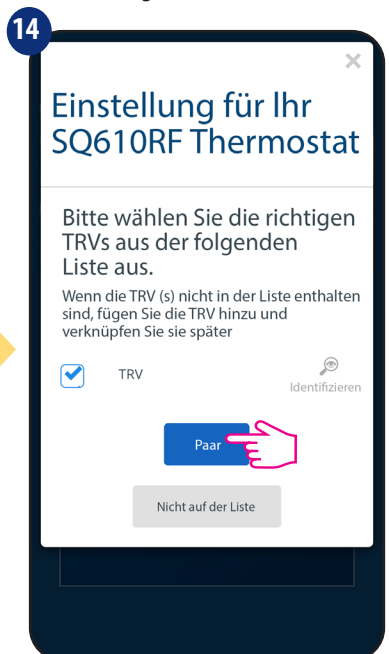 14
×
Einstellung für Ihr
SQ610RF Thermostat
Bitte wählen Sie die richtigen
TRVs aus der folgenden
Liste aus.
Wenn die TRV (s) nicht in der Liste enthalten
sind, fügen Sie die TRV hinzu und
verknüpfen Sie sie später
TRV
Identifizieren
Paar
Nicht auf der Liste